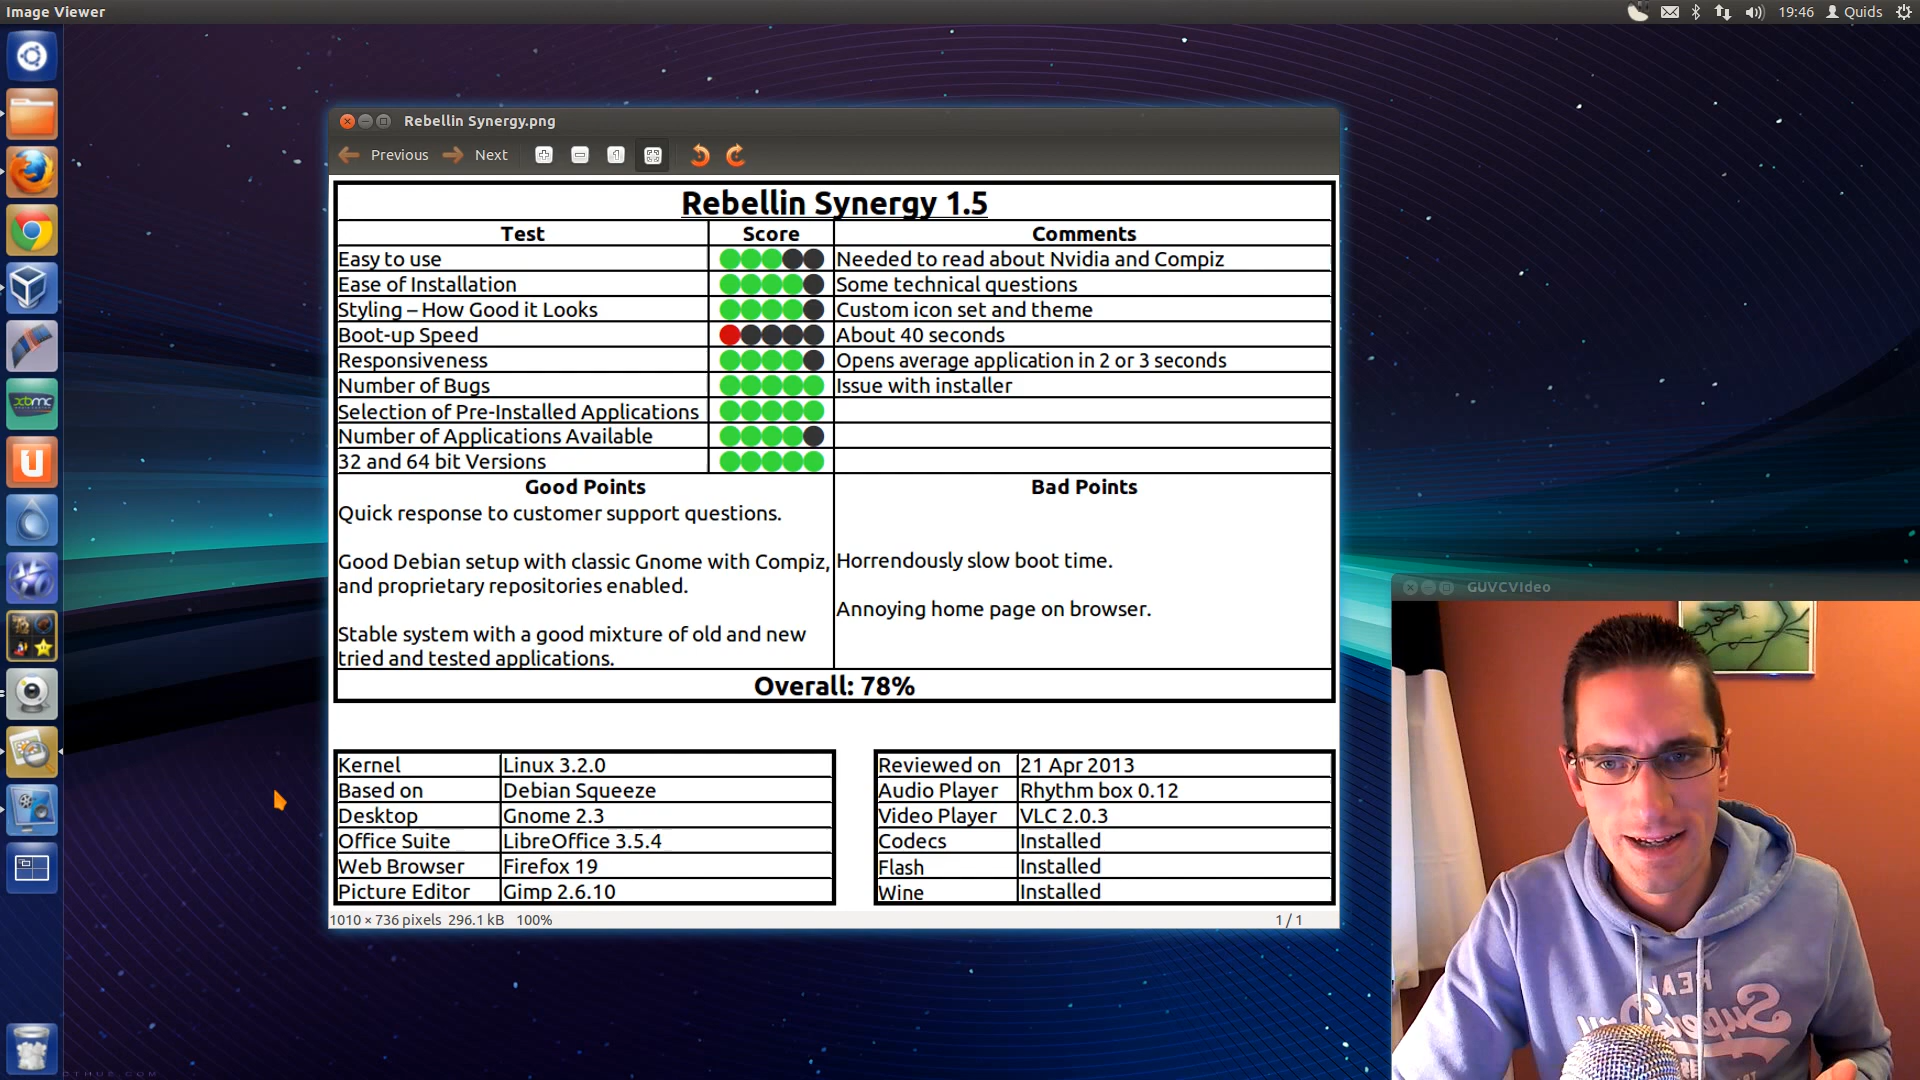 Image Viewer
19:46 Quids
Rebellin Synergy.png
Previous Next
Rebellin Synergy 1.5
Test Score Comments
Easy to use Needed to read about Nvidia and Compiz
Ease of Installation Some technical questions
Styling – How Good it Looks Custom icon set and theme
Boot-up Speed About 40 seconds
Responsiveness Opens average application in 2 or 3 seconds
Number of Bugs Issue with installer
Selection of Pre-Installed Applications
Number of Applications Available
32 and 64 bit Versions
Good Points
Quick response to customer support questions.
Good Debian setup with classic Gnome with Compiz,
and proprietary repositories enabled.
Stable system with a good mixture of old and new
tried and tested applications.
Bad Points
Horrendously slow boot time.
Annoying home page on browser.
Overall: 78%
Kernel Linux 3.2.0
Based on Debian Squeeze
Desktop Gnome 2.3
Office Suite LibreOffice 3.5.4
Web Browser Firefox 19
Picture Editor Gimp 2.6.10
Reviewed on 21 Apr 2013
Audio Player Rhythm box 0.12
Video Player VLC 2.0.3
Codecs Installed
Flash Installed
Wine Installed
1010 × 736 pixels 296.1 kB 100%
1 / 1
GUVCVideo
xbmc
REAL
Superdry